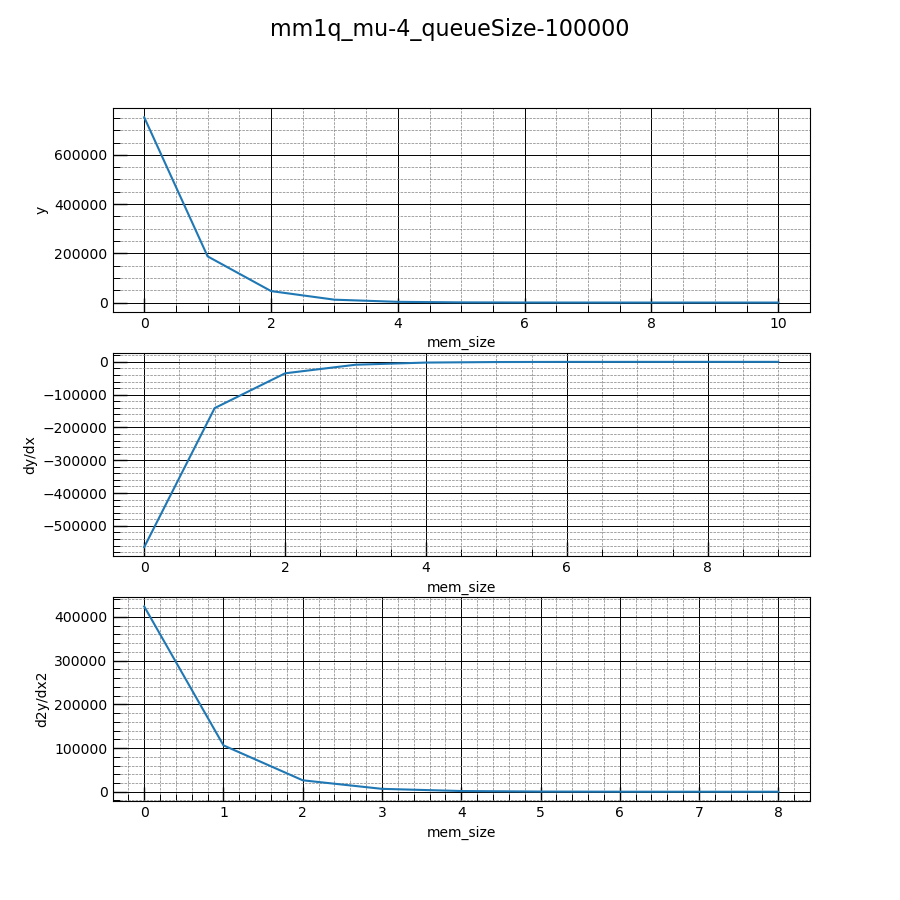 mm1q_mu-4_queueSize-100000
600000
400000
200000
0
y
0 2 4 6 8 10
mem_size
0
−100000
−200000
−300000
−400000
−500000
dy/dx
0 2 4 6 8
mem_size
400000
300000
200000
100000
0
d2y/dx2
0 1 2 3 4 5 6 7 8
mem_size